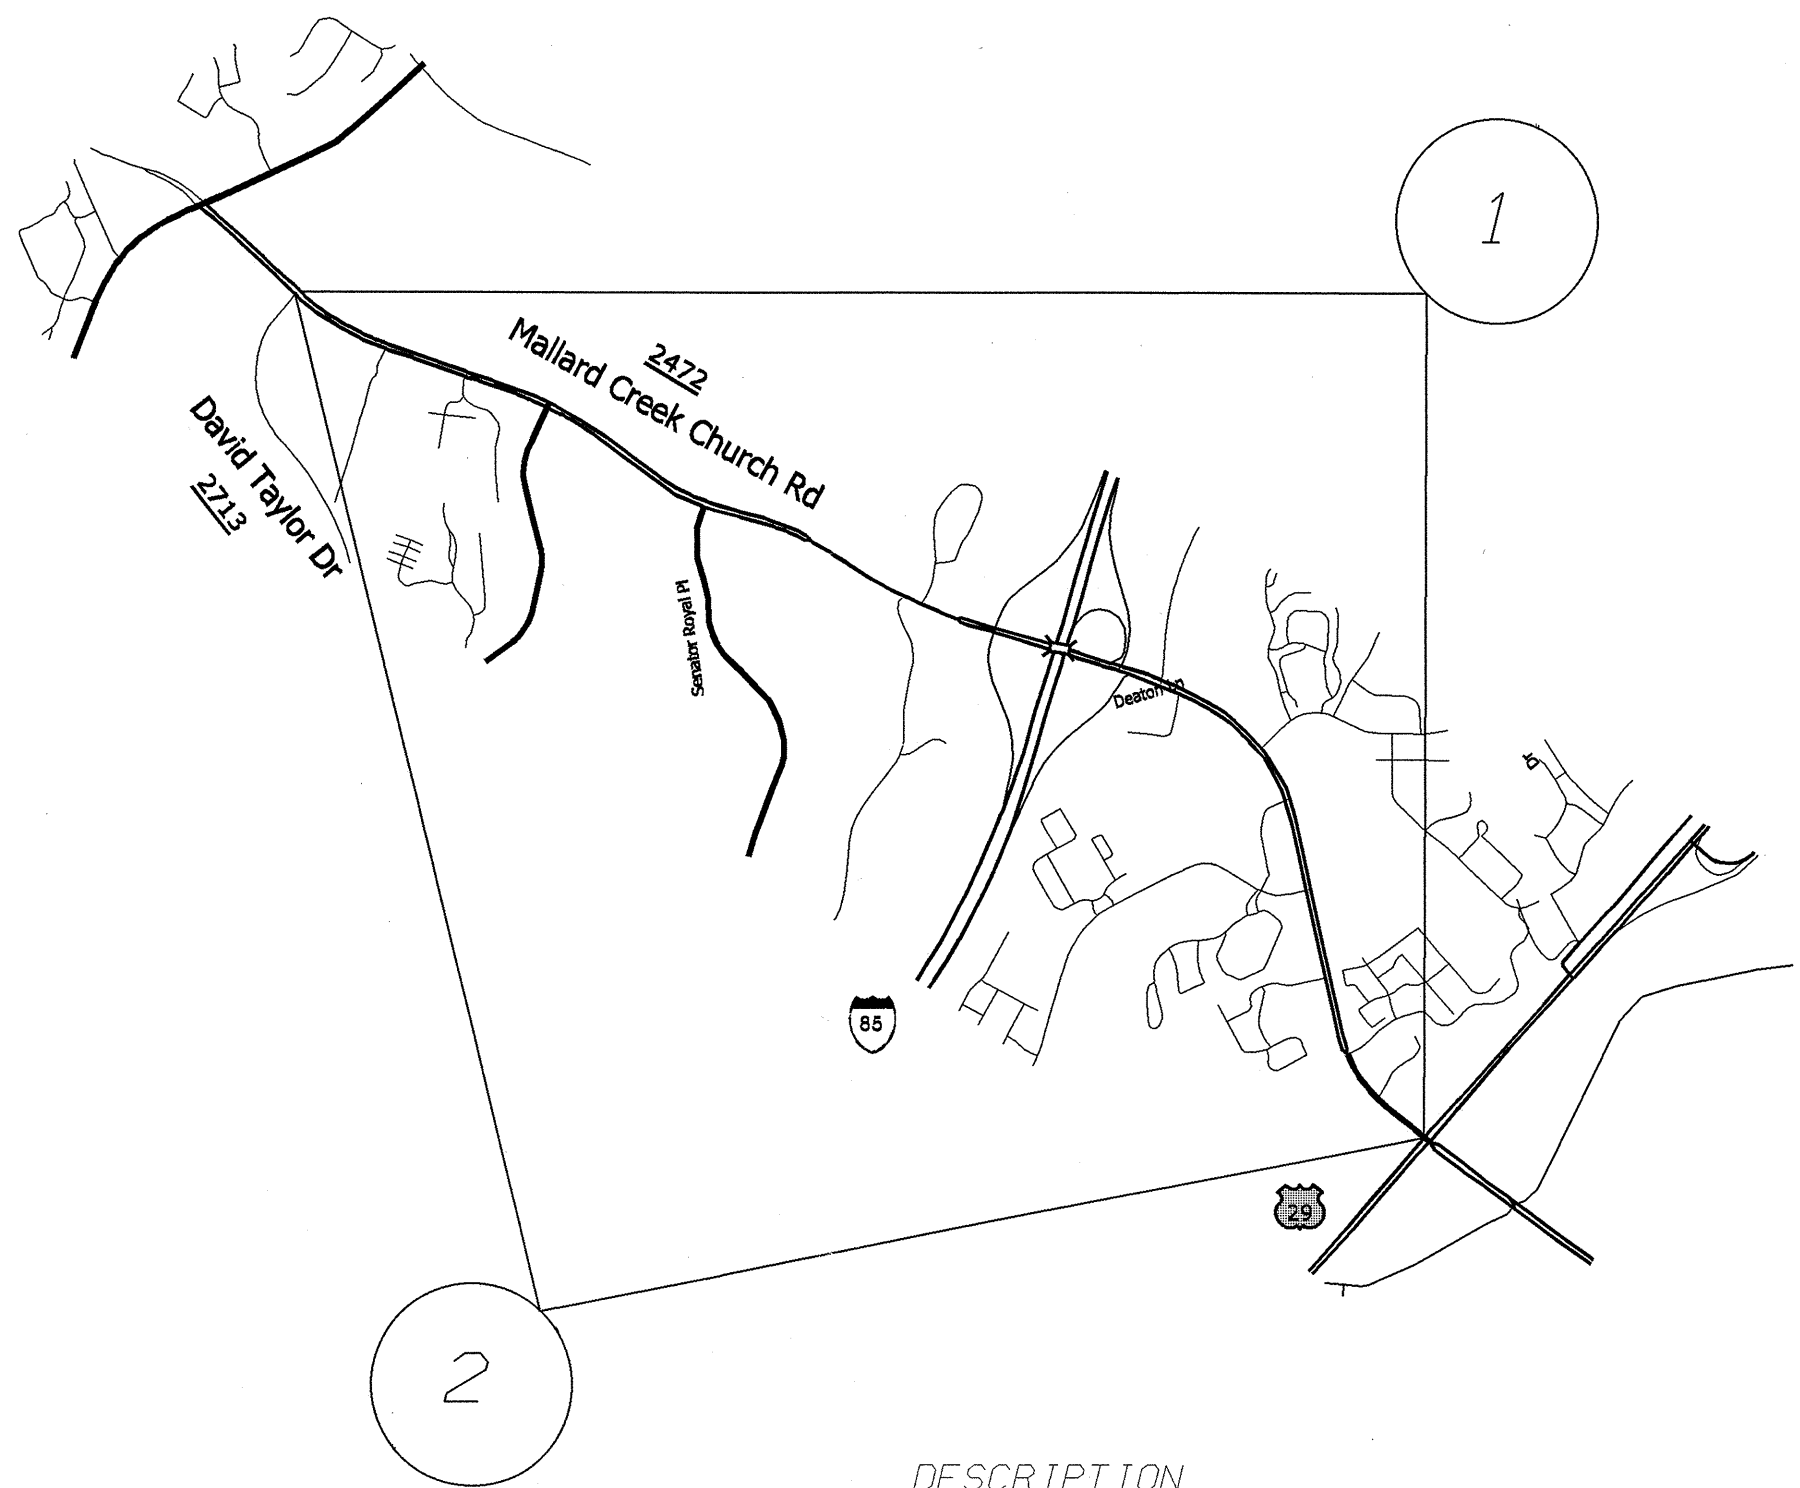 1
2472
Mallard Creek Church Rd
David Taylor Dr
2713
Senator Royal Pl
Deaton Ln
Dr
85
29
2
DESCRIPTION